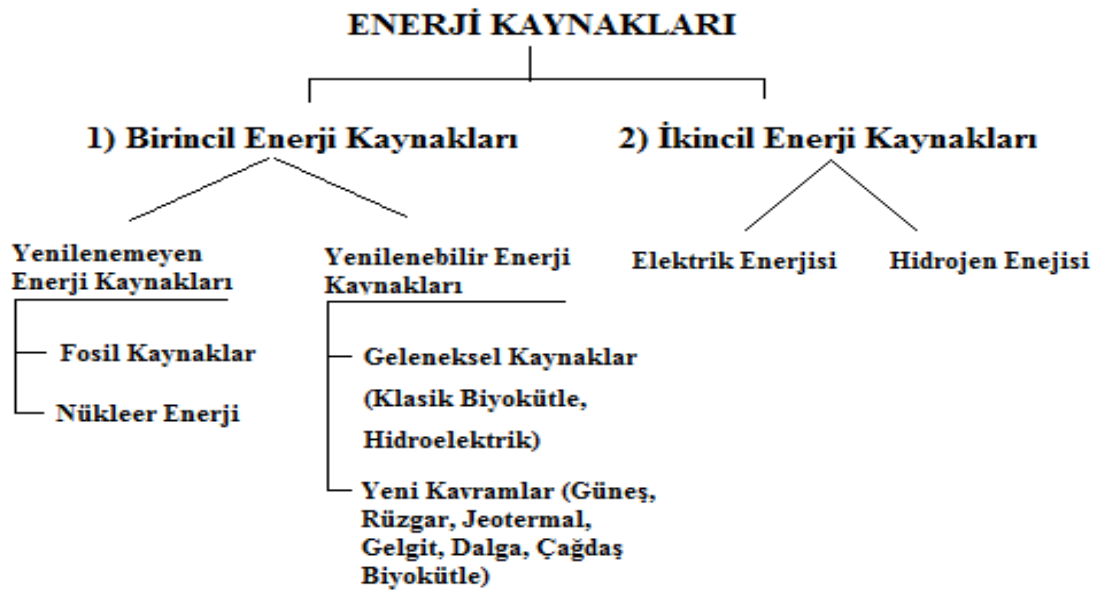 ENERJİ KAYNAKLARI
1) Birincil Enerji Kaynakları
2) İkincil Enerji Kaynakları
Yenilenemeyen
Enerji Kaynakları
Fosil Kaynaklar
Nükleer Enerji
Yenilenebilir Enerji
Kaynakları
Geleneksel Kaynaklar
(Klasik Biyokütle,
Hidroelektrik)
Yeni Kavramlar (Güneş,
Rüzgar, Jeotermal,
Gelgit, Dalga, Çağdaş
Biyokütle)
Elektrik Enerjisi
Hidrojen Enejisi